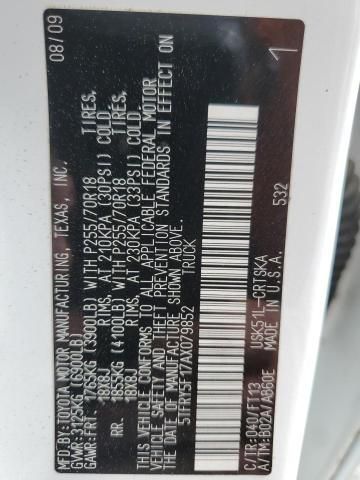 MFD. BY: TOYOTA MOTOR MANUFACTURING, TEXAS, INC.
08/09
GVWR: 3125KG (6900LB)
GAWR: FRT. 1765KG (3900LB) WITH P255/70R18 TIRES,
18X8J RIMS, AT 210KPA (30PSI) COLD.
RR. 1855KG (4100LB) WITH P255/70R18 TIRES,
18X8J RIMS, AT 230KPA (33PSI) COLD.
THIS VEHICLE CONFORMS TO ALL APPLICABLE FEDERAL MOTOR
VEHICLE SAFETY AND THEFT PREVENTION STANDARDS IN EFFECT
ON THE DATE OF MANUFACTURE SHOWN ABOVE.
5TFRY5F17AX079852 TRUCK
1
532
C/TR: 040/FT13 USK51L-CRTSKA
A/TM: B02A/AB60E MADE IN U.S.A.